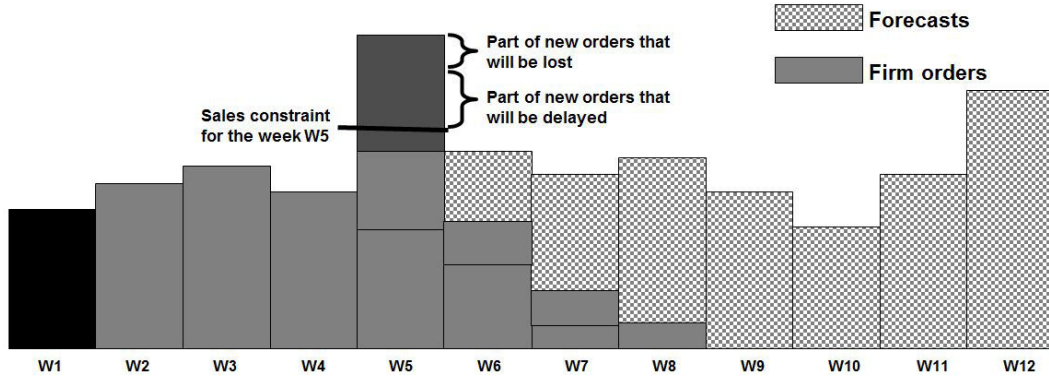 Forecasts
Part of new orders that
will be lost
Firm orders
Part of new orders that
will be delayed
Sales constraint
for the week W5
W1 W2 W3 W4 W5 W6 W7 W8 W9 W10 W11 W12